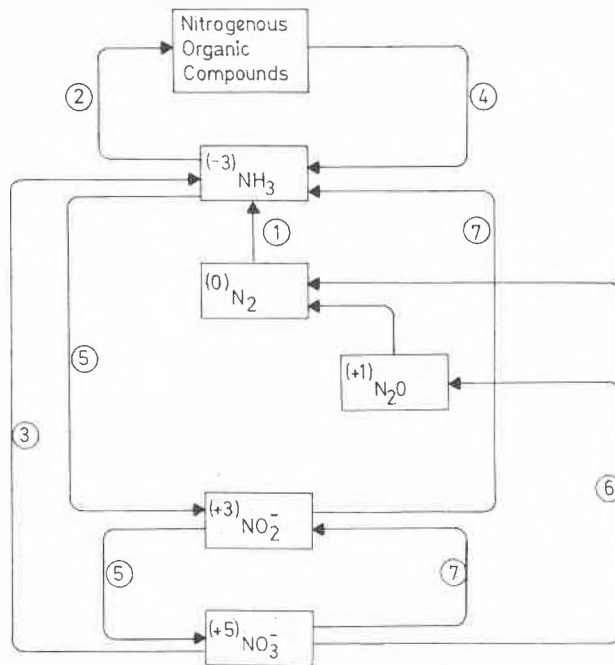 Nitrogenous
Organic
Compounds
②
④
(-3) NH₃
①
⑦
(0) N₂
⑤
(+1) N₂O
③
⑥
(+3) NO₂⁻
⑤
⑦
(+5) NO₃⁻